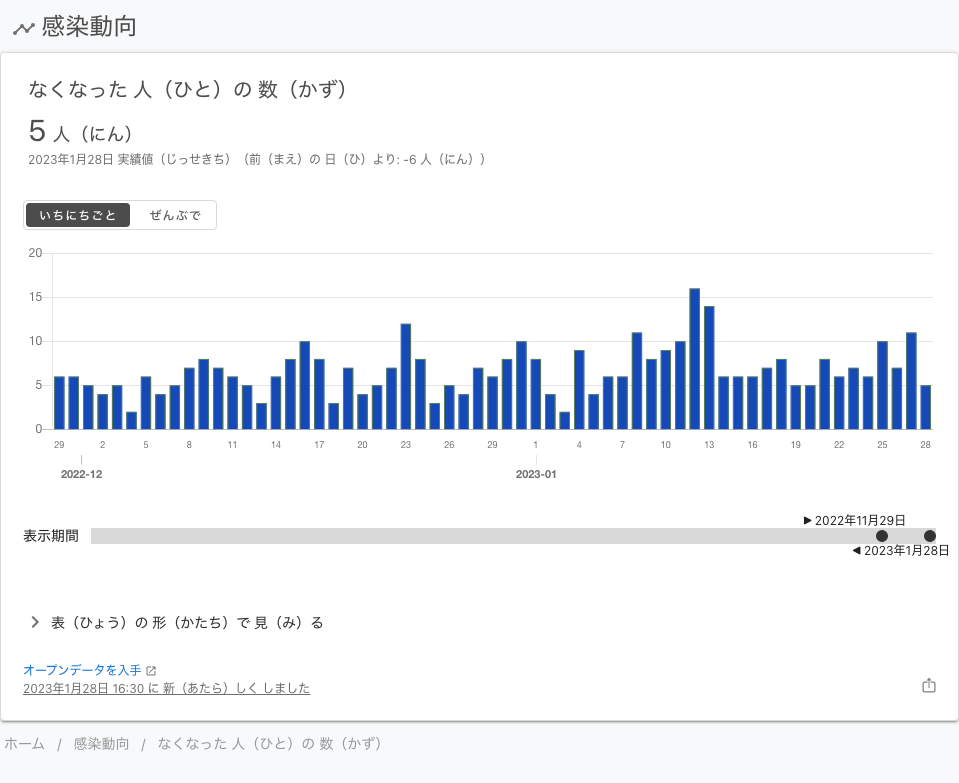 感染動向
なくなった 人（ひと）の 数（かず）
5 人（にん）
2023年1月28日 実績値（じっせきち）（前（まえ）の 日（ひ）より: -6 人（にん））
いちにちごと ぜんぶで
20
15
10
5
0
29 2 5 8 11 14 17 20 23 26 29 1 4 7 10 13 16 19 22 25 28
2022-12 2023-01
2022年11月29日
表示期間
2023年1月28日
表（ひょう）の 形（かたち）で 見（み）る
オープンデータを入手
2023年1月28日 16:30 に 新（あたら）しく しました
ホーム / 感染動向 / なくなった 人（ひと）の 数（かず）